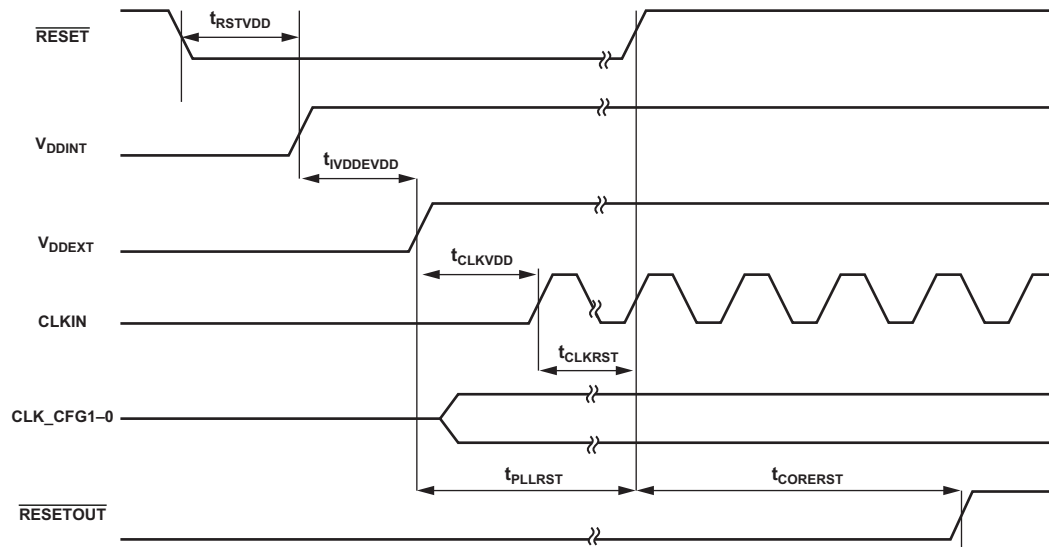 tRSTVDD
RESET
VDDINT
tIVDDEVDD
VDDEXT
tCLKVDD
CLKIN
tCLKRST
CLK_CFG1–0
tPLLRST
tCORERST
RESETOUT